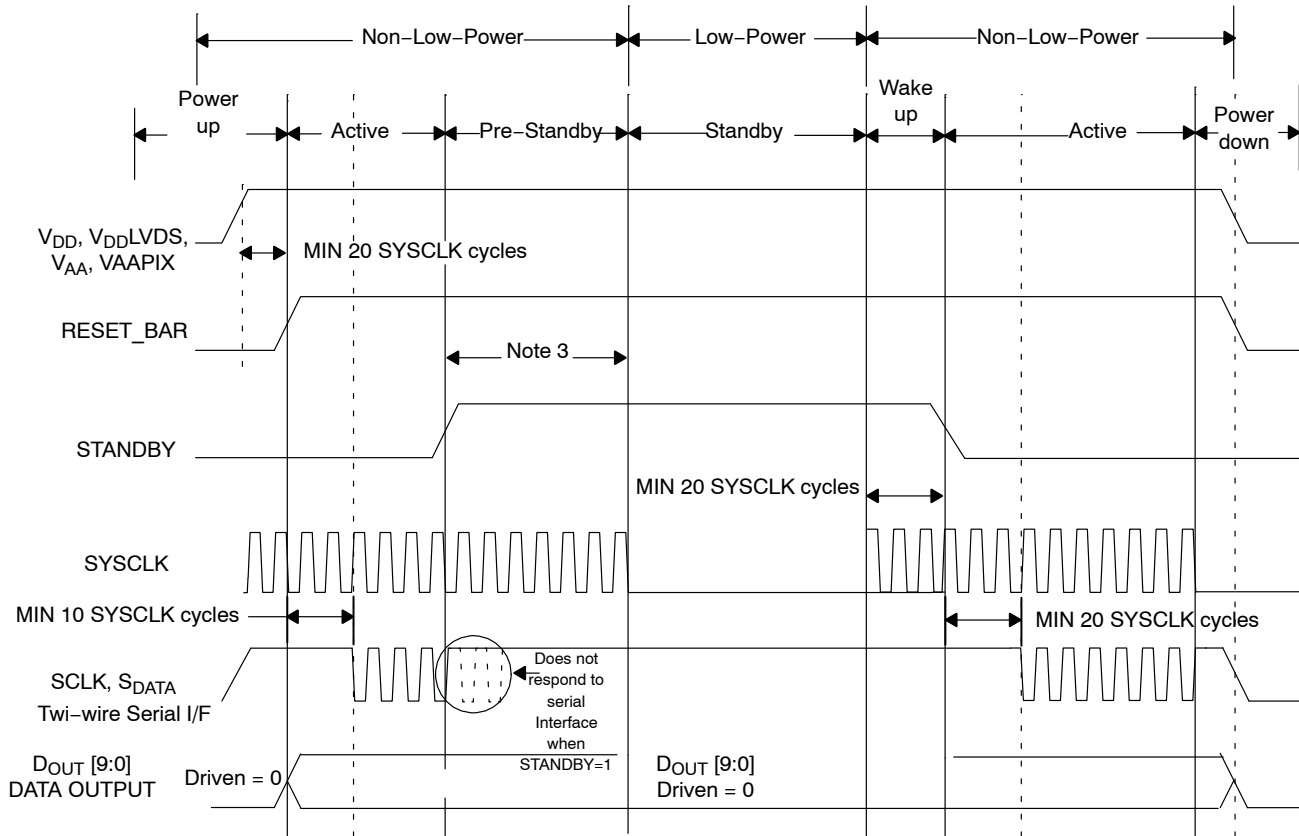 Non−Low−Power
Low−Power
Non−Low−Power
Power
up
Active
Pre−Standby
Standby
Wake
up
Active
Power
down
VDD, VDDLVDS,
VAA, VAAPIX
MIN 20 SYSCLK cycles
RESET_BAR
Note 3
STANDBY
MIN 20 SYSCLK cycles
SYSCLK
MIN 10 SYSCLK cycles
MIN 20 SYSCLK cycles
SCLK, SDATA
Twi−wire Serial I/F
Does not
respond to
serial
Interface
when
STANDBY=1
DOUT [9:0]
DATA OUTPUT
Driven = 0
DOUT [9:0]
Driven = 0